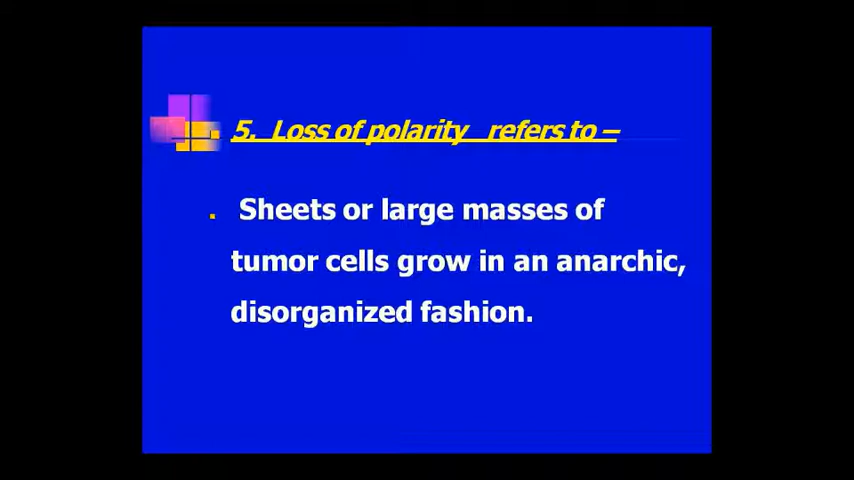 5. Loss of polarity refers to –
Sheets or large masses of
tumor cells grow in an anarchic,
disorganized fashion.